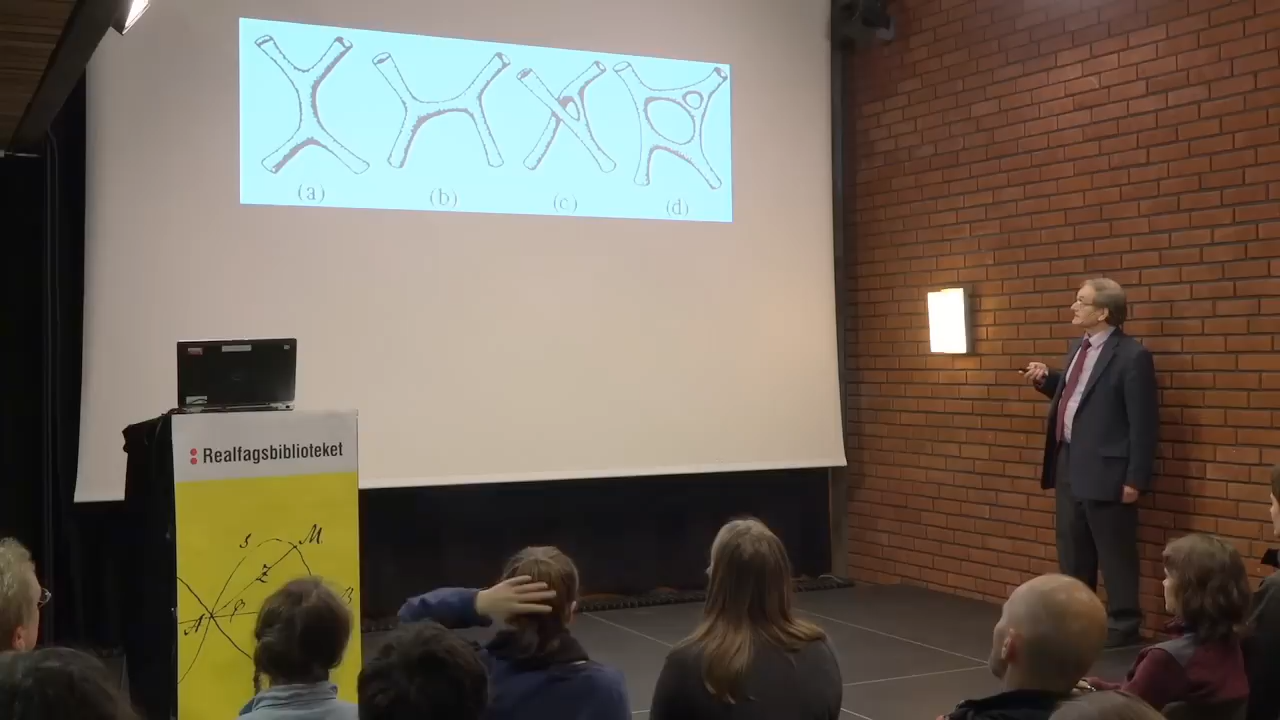 (a) (b) (c) (d)
Realfagsbiblioteket
S M
Z
A β B